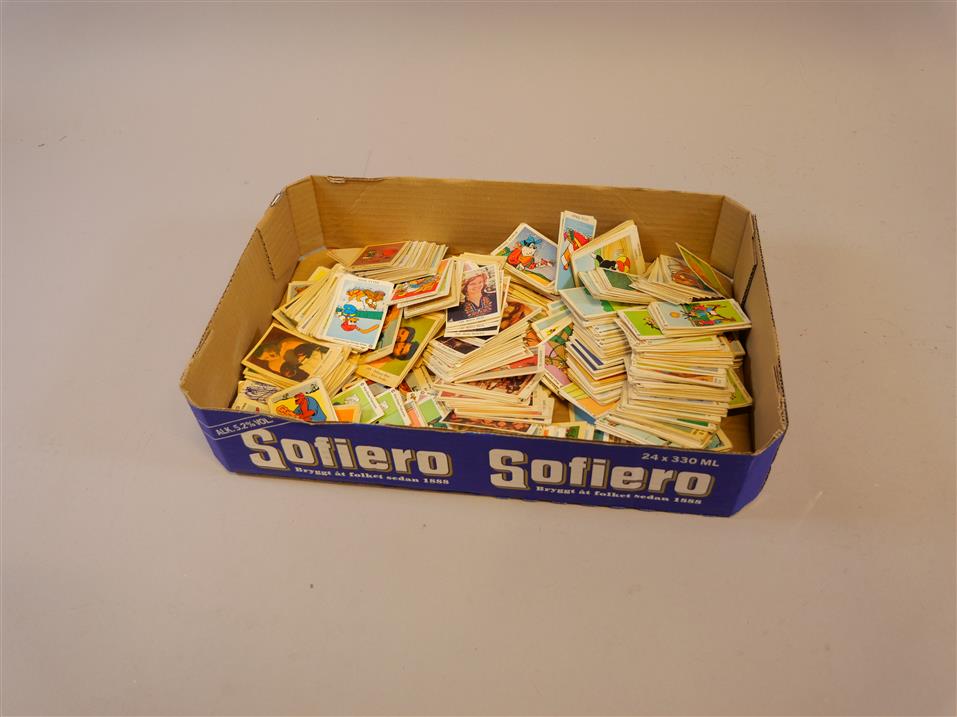 ALK. 5,2% VOL.
Sofiero
Bryggt åt folket sedan 1888
24 x 330 ML
Sofiero
Bryggt åt folket sedan 1888